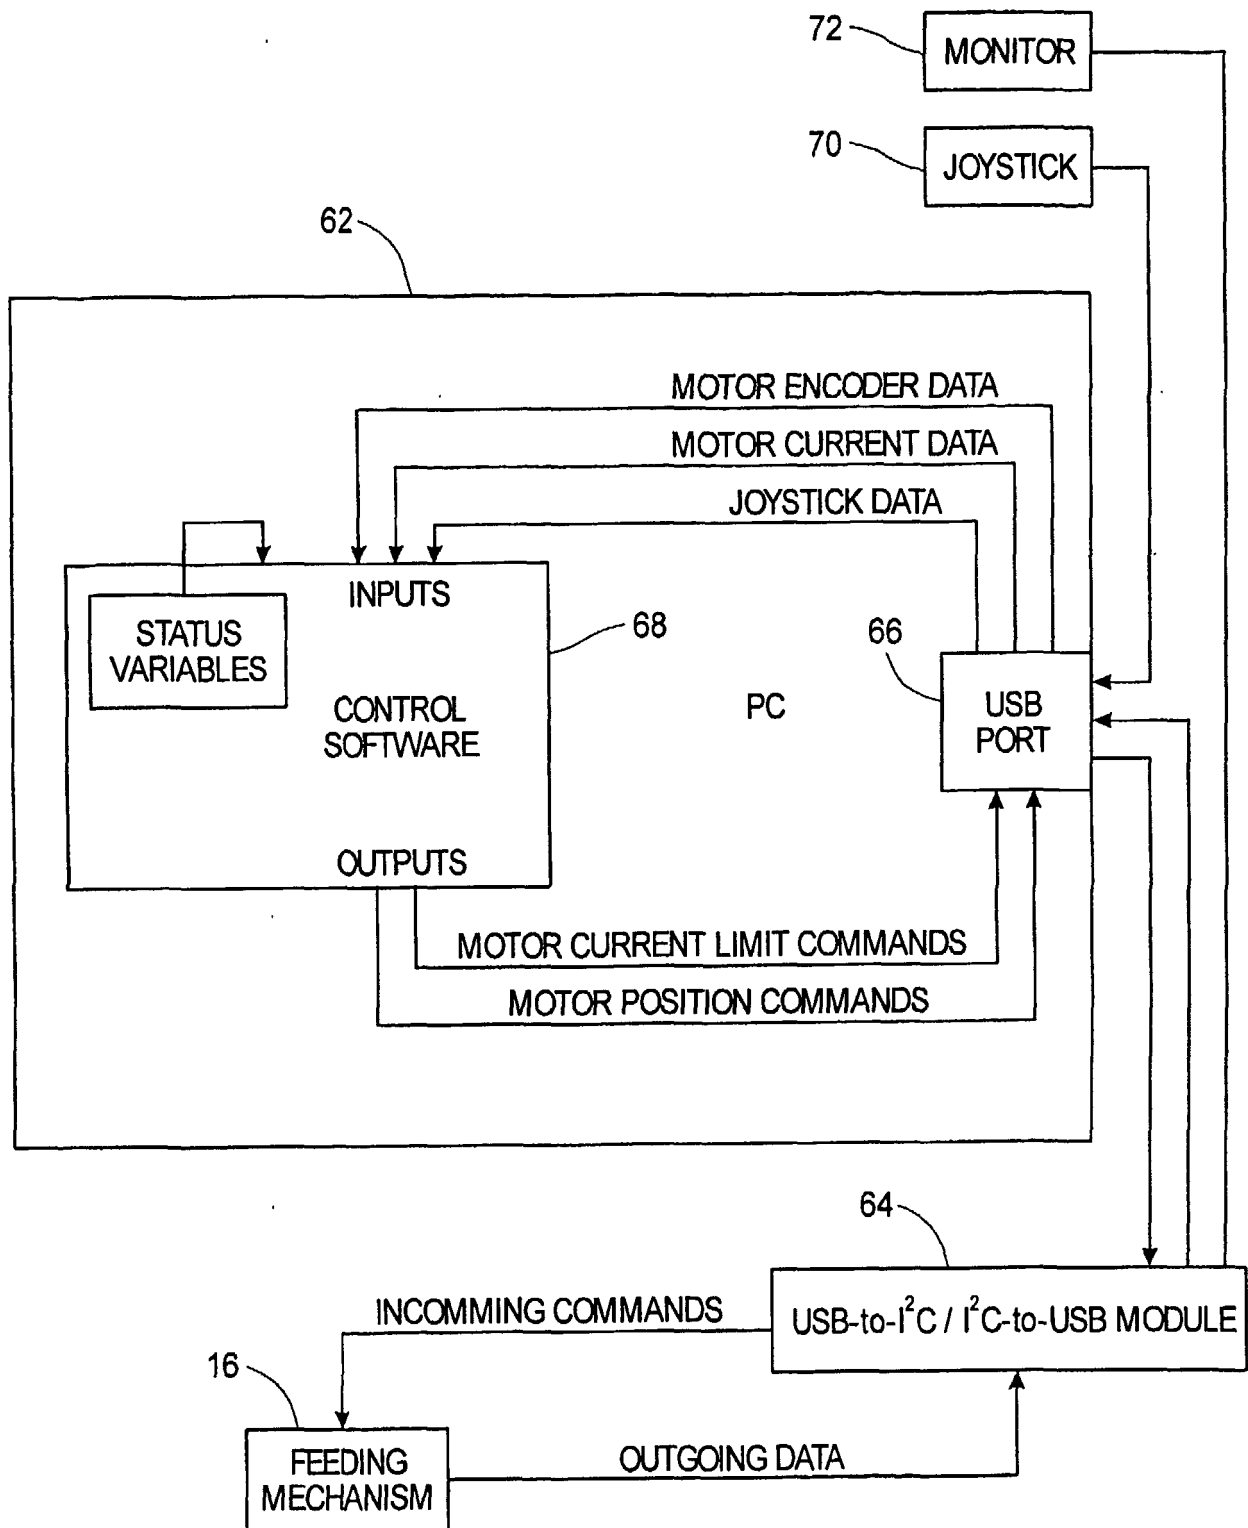 72
MONITOR
70
JOYSTICK
62
MOTOR ENCODER DATA
MOTOR CURRENT DATA
JOYSTICK DATA
INPUTS
STATUS
VARIABLES
68
66
CONTROL
SOFTWARE
PC
USB
PORT
OUTPUTS
MOTOR CURRENT LIMIT COMMANDS
MOTOR POSITION COMMANDS
64
INCOMMING COMMANDS
USB-to-I²C / I²C-to-USB MODULE
16
FEEDING
MECHANISM
OUTGOING DATA